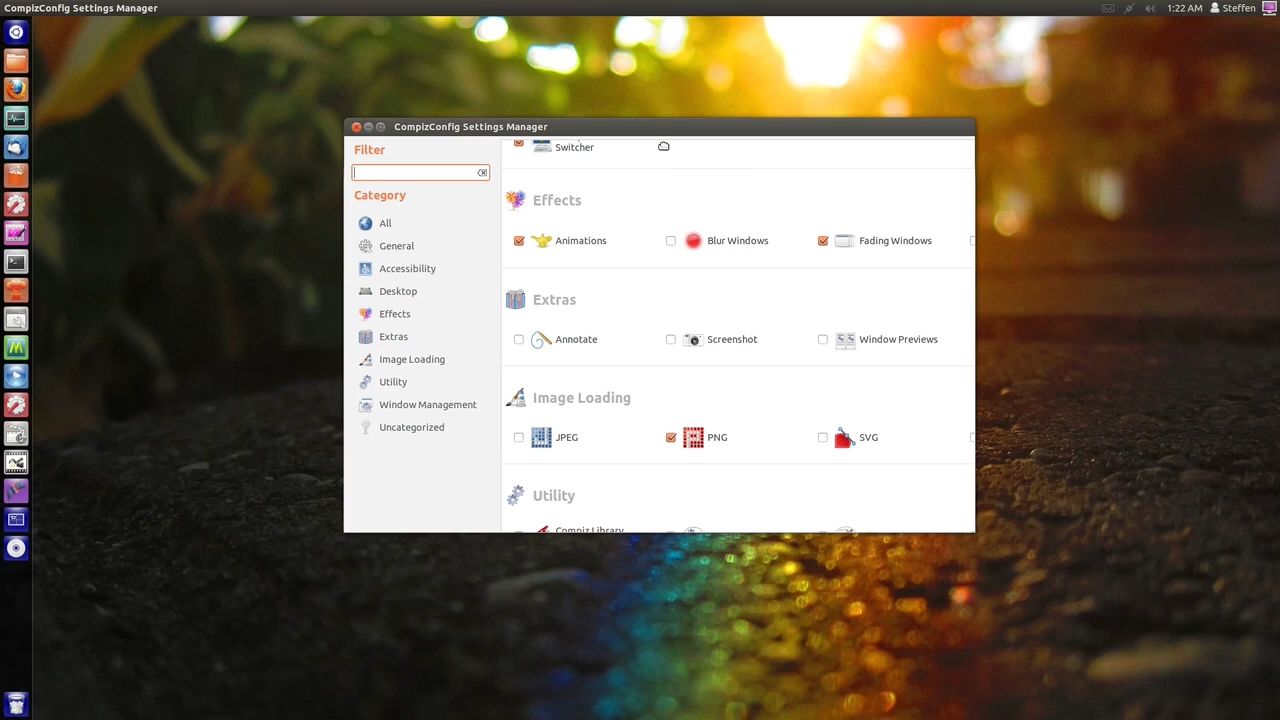 CompizConfig Settings Manager
1:22 AM Steffen
CompizConfig Settings Manager
Filter
Category
All
General
Accessibility
Desktop
Effects
Extras
Image Loading
Utility
Window Management
Uncategorized
Switcher
Effects
Animations Blur Windows Fading Windows
Extras
Annotate Screenshot Window Previews
Image Loading
JPEG PNG SVG
Utility
Compiz Library